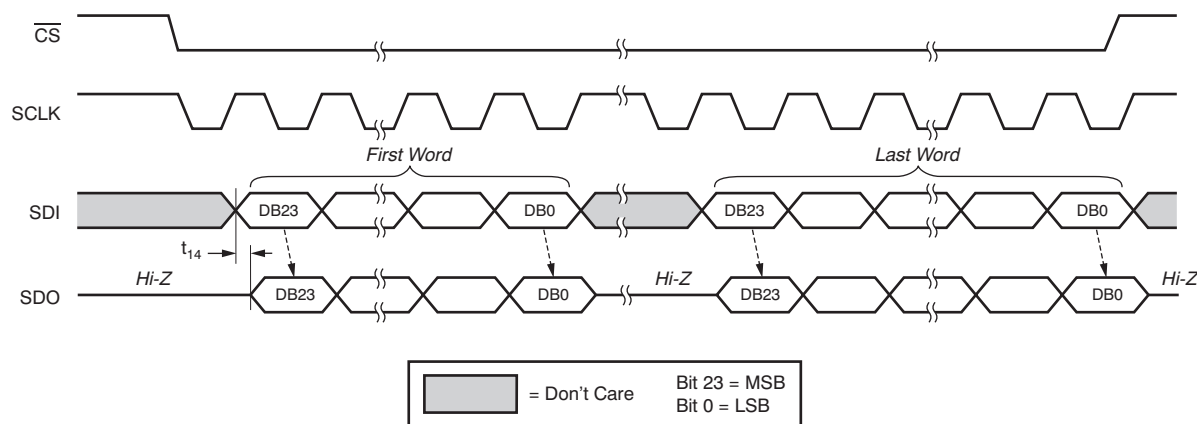 C̅S̅
SCLK
First Word
Last Word
SDI
DB23
DB0
DB23
DB0
t14
Hi-Z
Hi-Z
Hi-Z
SDO
DB23
DB0
DB23
DB0
= Don't Care
Bit 23 = MSB
Bit 0 = LSB